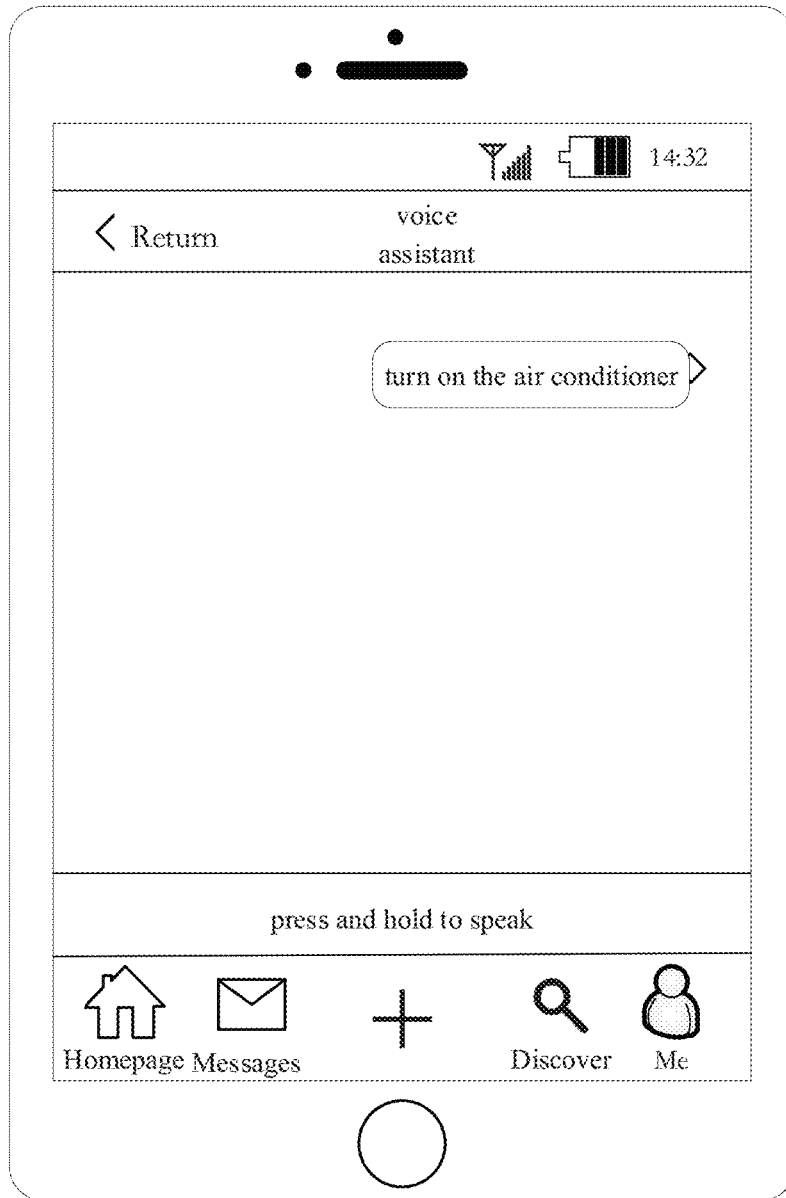 14:32
Return
voice
assistant
turn on the air conditioner
press and hold to speak
Homepage Messages Discover Me